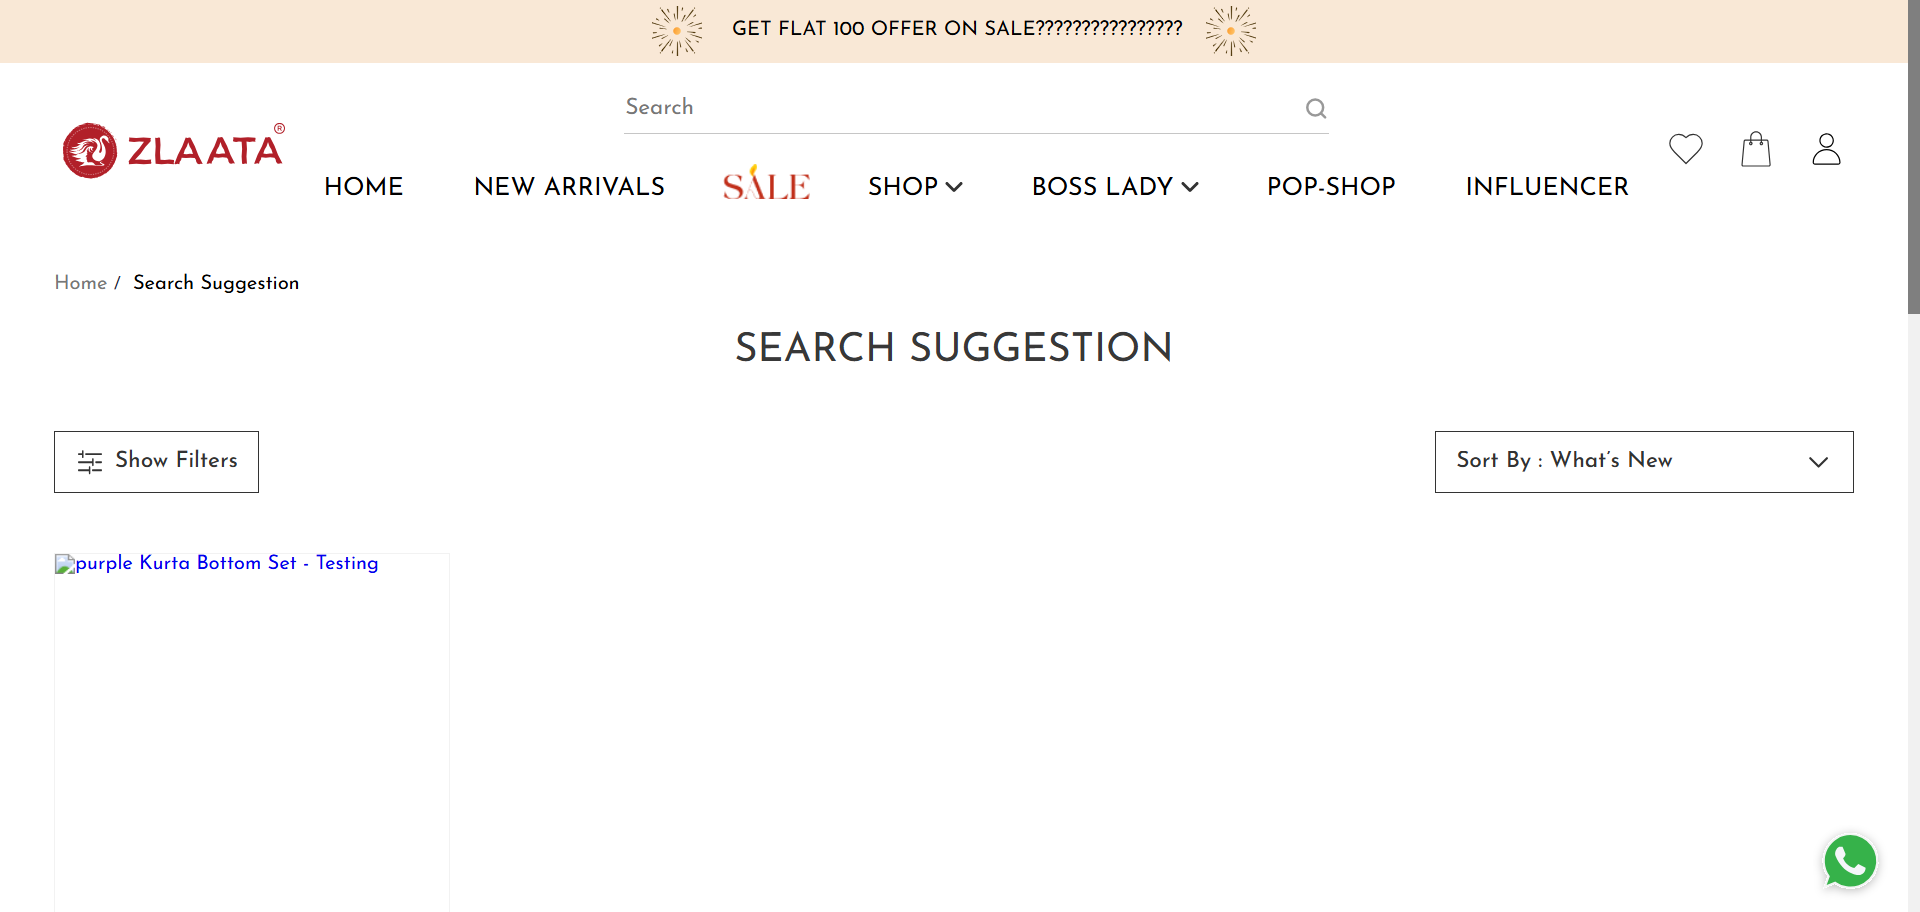 GET FLAT 100 OFFER ON SALE????????????????
Search
ZLAATA®
HOME
NEW ARRIVALS
SALE
SHOP
BOSS LADY
POP-SHOP
INFLUENCER
Home / Search Suggestion
SEARCH SUGGESTION
Show Filters
Sort By : What's New
purple Kurta Bottom Set - Testing